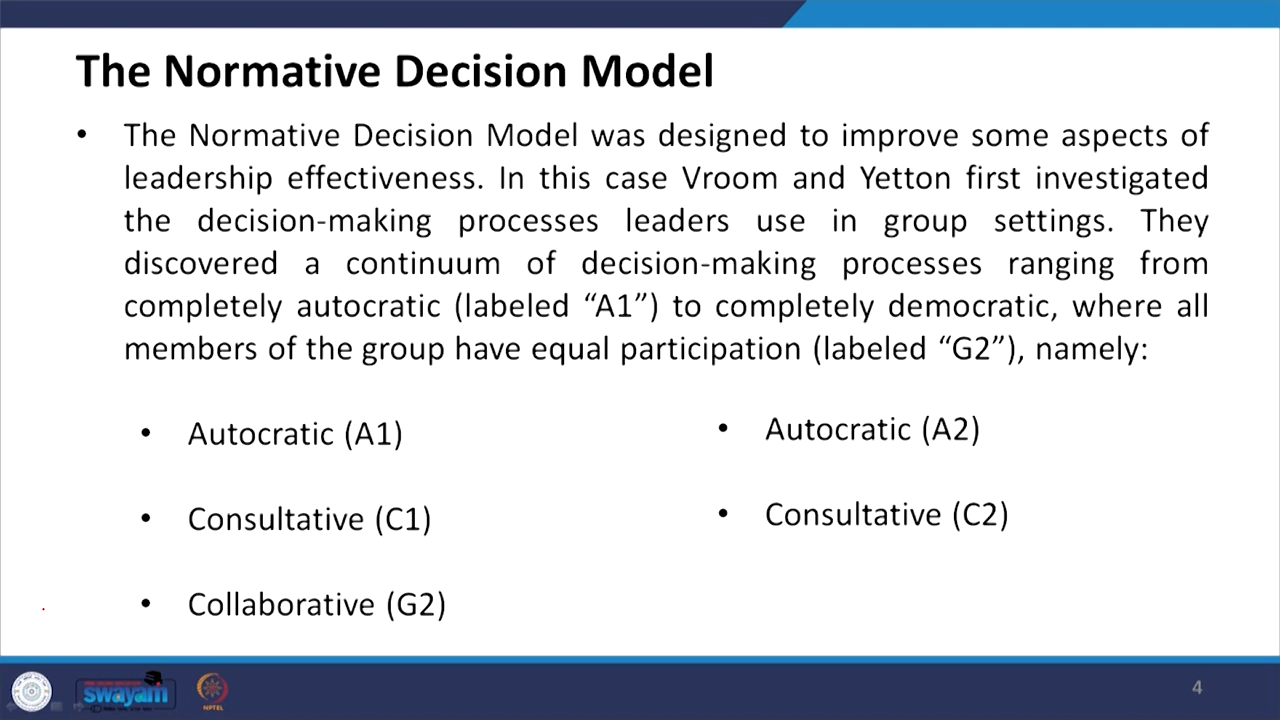 The Normative Decision Model
• The Normative Decision Model was designed to improve some aspects of
leadership effectiveness. In this case Vroom and Yetton first investigated
the decision-making processes leaders use in group settings. They
discovered a continuum of decision-making processes ranging from
completely autocratic (labeled “A1”) to completely democratic, where all
members of the group have equal participation (labeled “G2”), namely:
• Autocratic (A1)
• Autocratic (A2)
• Consultative (C1)
• Consultative (C2)
• Collaborative (G2)
swayam
NPTEL
4